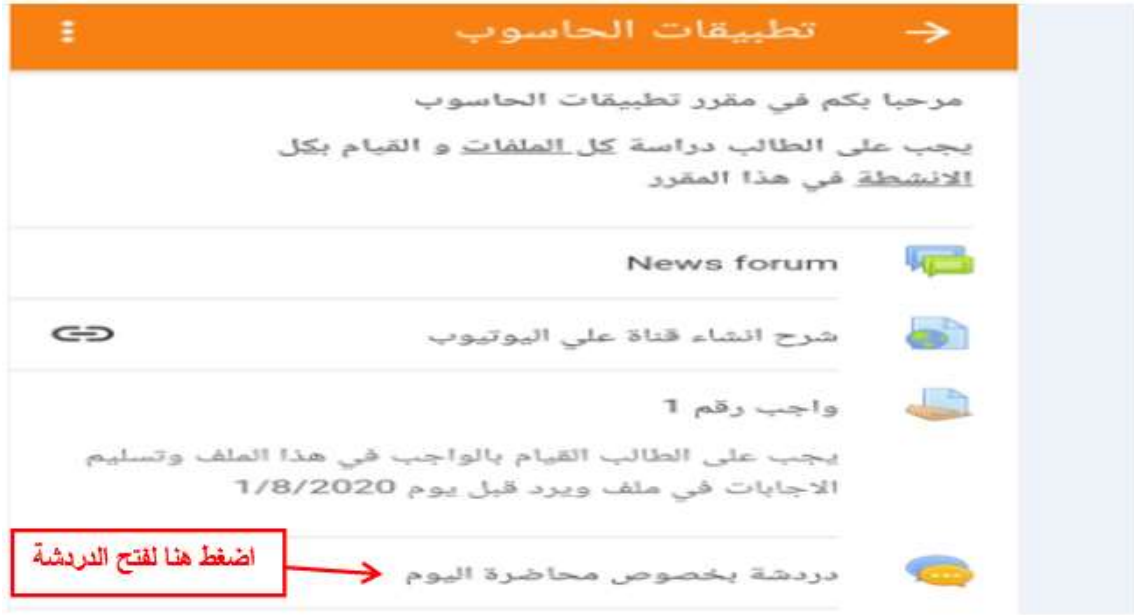 تطبيقات الحاسوب
مرحبا بكم في مقرر تطبيقات الحاسوب
يجب على الطالب دراسة كل الملفات و القيام بكل
الانشطة في هذا المقرر
News forum
شرح انشاء قناة علي اليوتيوب
واجب رقم 1
يجب على الطالب القيام بالواجب في هذا الملف وتسليم
الاجابات في ملف ويرد قبل يوم 1/8/2020
دردشة بخصوص محاضرة اليوم
اضغط هنا لفتح الدردشة